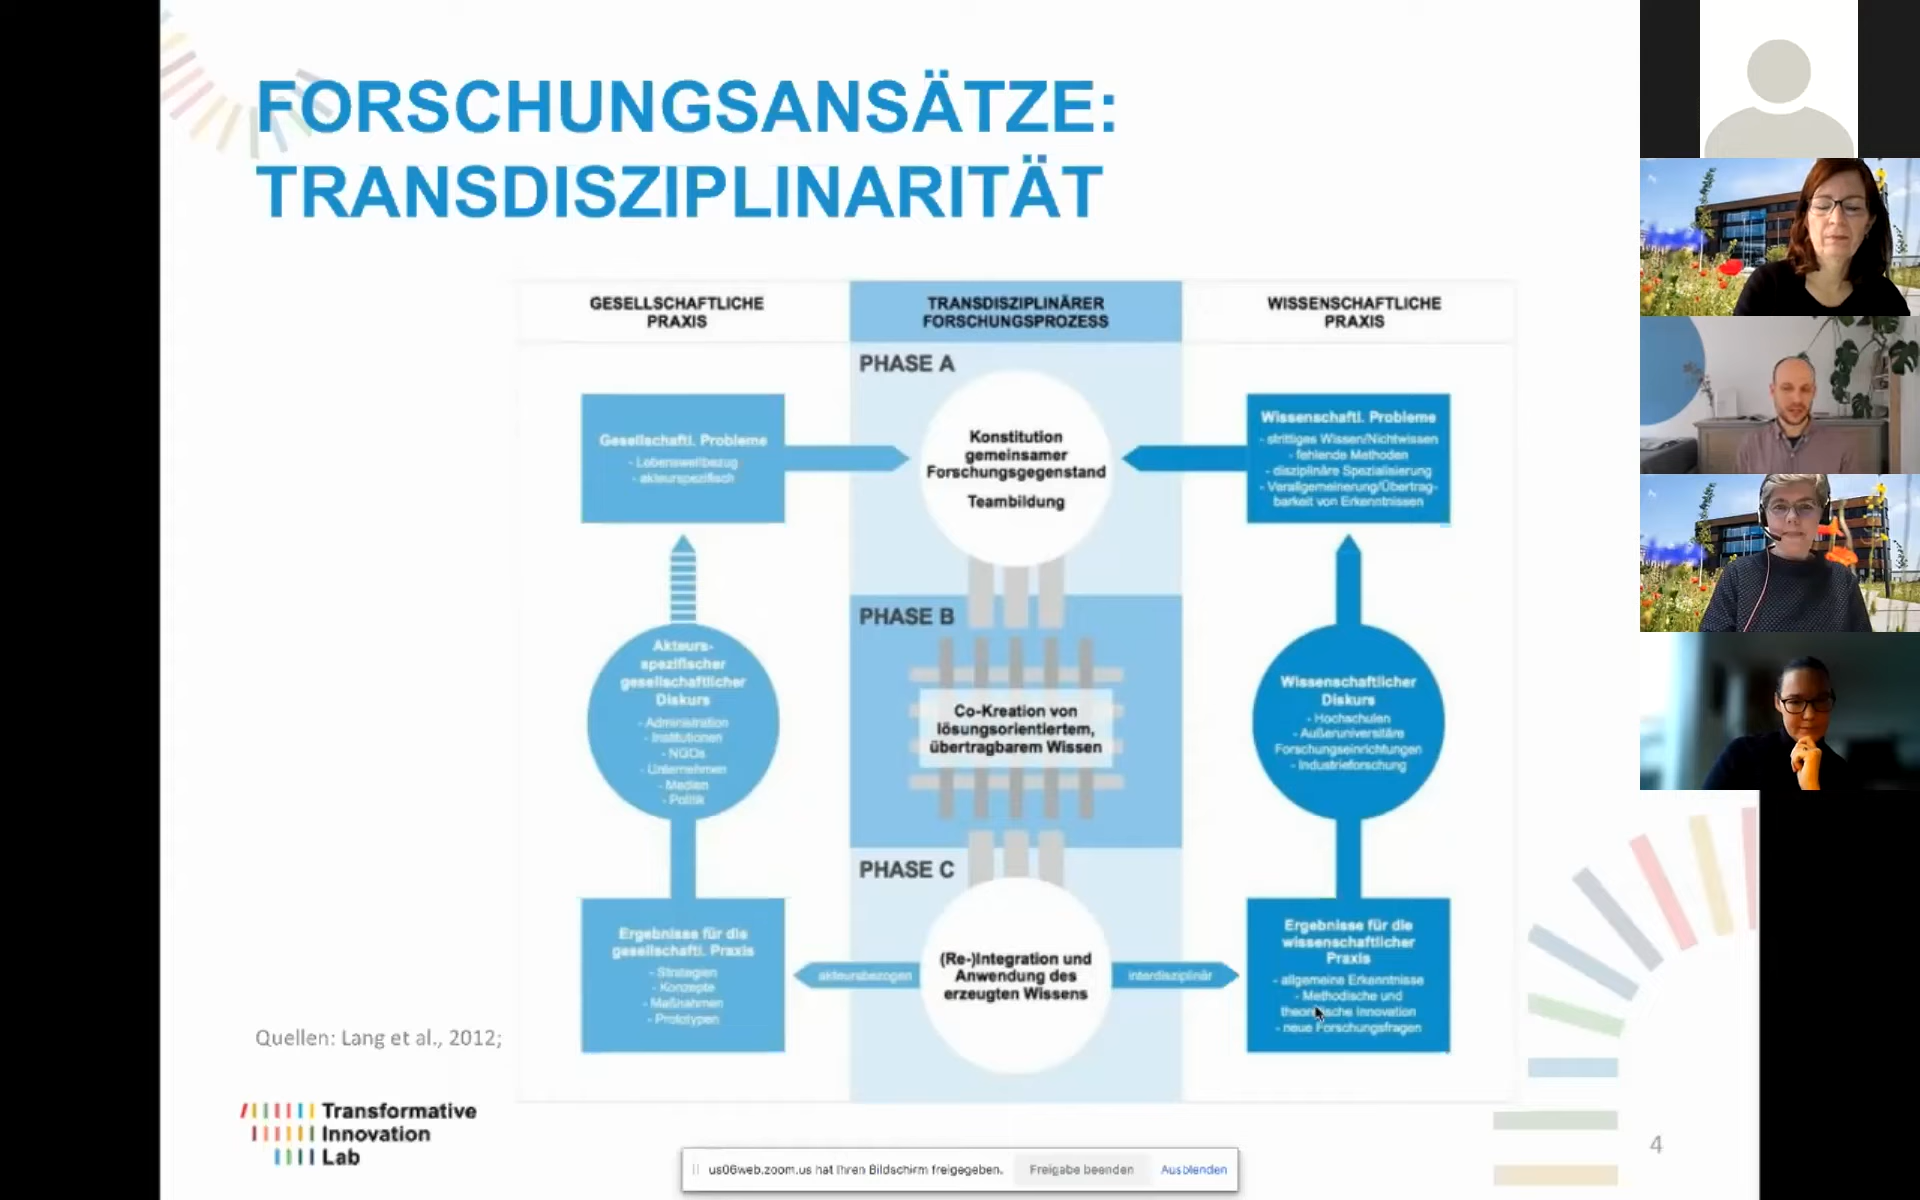 FORSCHUNGSANSÄTZE:
TRANSDISZIPLINARITÄT
GESELLSCHAFTLICHE
PRAXIS
TRANSDISZIPLINÄRER
FORSCHUNGSPROZESS
WISSENSCHAFTLICHE
PRAXIS
PHASE A
Gesellschaftl. Probleme
- Lebensweltbezug
- akteurspezifisch
Konstitution
gemeinsamer
Forschungsgegenstand
Teambildung
Wissenschaftl. Probleme
- strittiges Wissen/Nichtwissen
- fehlende Methoden
- disziplinäre Spezialisierung
- Verallgemeinerung/Übertrag-
barkeit von Erkenntnissen
PHASE B
Akteurs-
spezifischer
gesellschaftlicher
Diskurs
- Administration
- Institutionen
- NGOs
- Unternehmen
- Medien
- Politik
Co-Kreation von
lösungsorientiertem,
übertragbarem Wissen
Wissenschaftlicher
Diskurs
- Hochschulen
- Außeruniversitäre
Forschungseinrichtungen
- Industrieforschung
PHASE C
Ergebnisse für die
gesellschaftl. Praxis
- Strategien
- Konzepte
- Maßnahmen
- Prototypen
akteursbezogen
(Re-)Integration und
Anwendung des
erzeugten Wissens
interdisziplinär
Ergebnisse für die
wissenschaftlicher
Praxis
- allgemeine Erkenntnisse
- Methodische und
theoretische Innovation
- neue Forschungsfragen
Quellen: Lang et al., 2012;
Transformative
Innovation
Lab
4
us06web.zoom.us hat Ihren Bildschirm freigegeben. Freigabe beenden Ausblenden